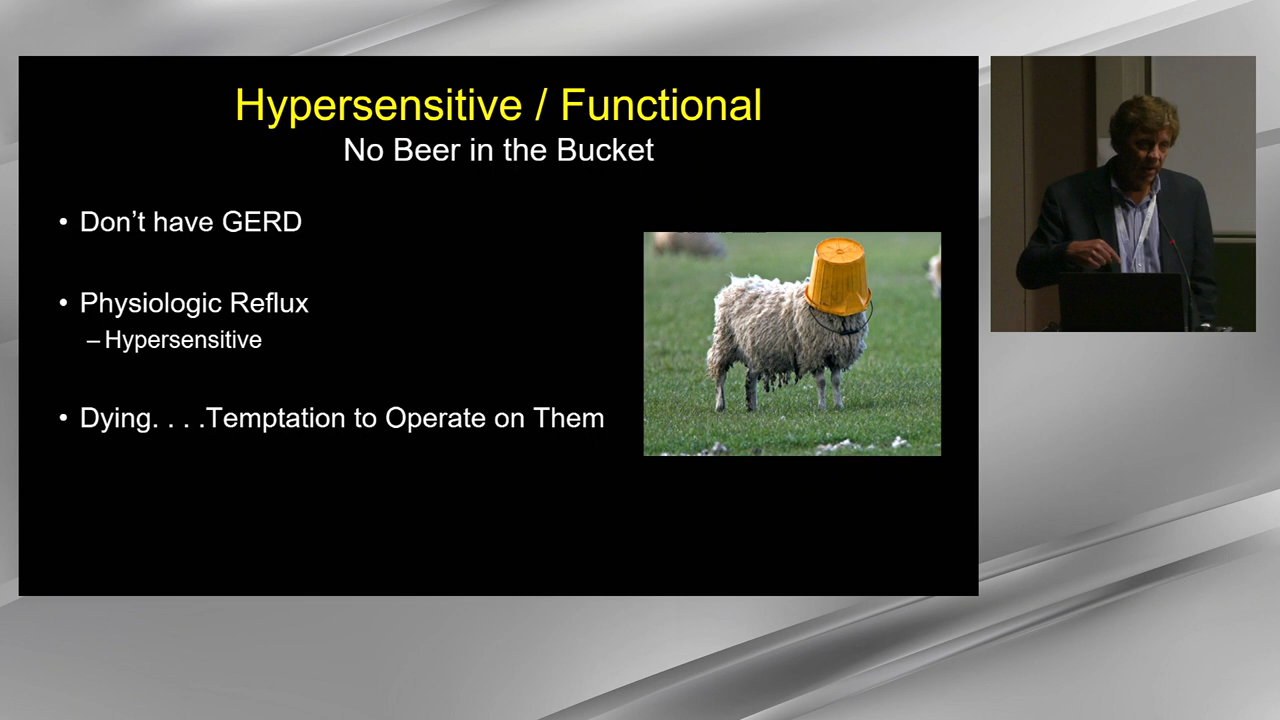 Hypersensitive / Functional
No Beer in the Bucket
• Don’t have GERD
• Physiologic Reflux
– Hypersensitive
• Dying. . . .Temptation to Operate on Them